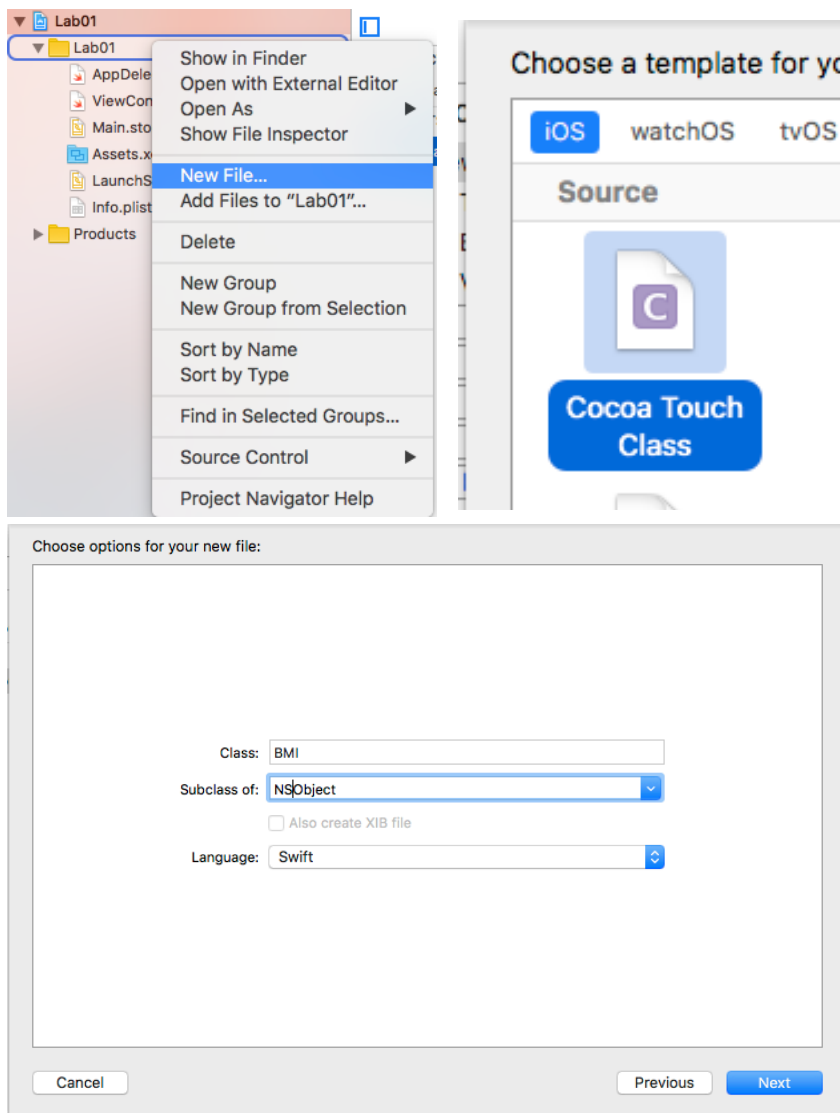 Lab01
Lab01
AppDele
ViewCon
Main.sto
Assets.x
LaunchS
Info.plist
Products
Show in Finder
Open with External Editor
Open As
Show File Inspector
New File...
Add Files to “Lab01”...
Delete
New Group
New Group from Selection
Sort by Name
Sort by Type
Find in Selected Groups...
Source Control
Project Navigator Help
Choose a template for yo
iOS watchOS tvOS
Source
C
Cocoa Touch
Class
Choose options for your new file:
Class: BMI
Subclass of: NSObject
Also create XIB file
Language: Swift
Cancel Previous Next